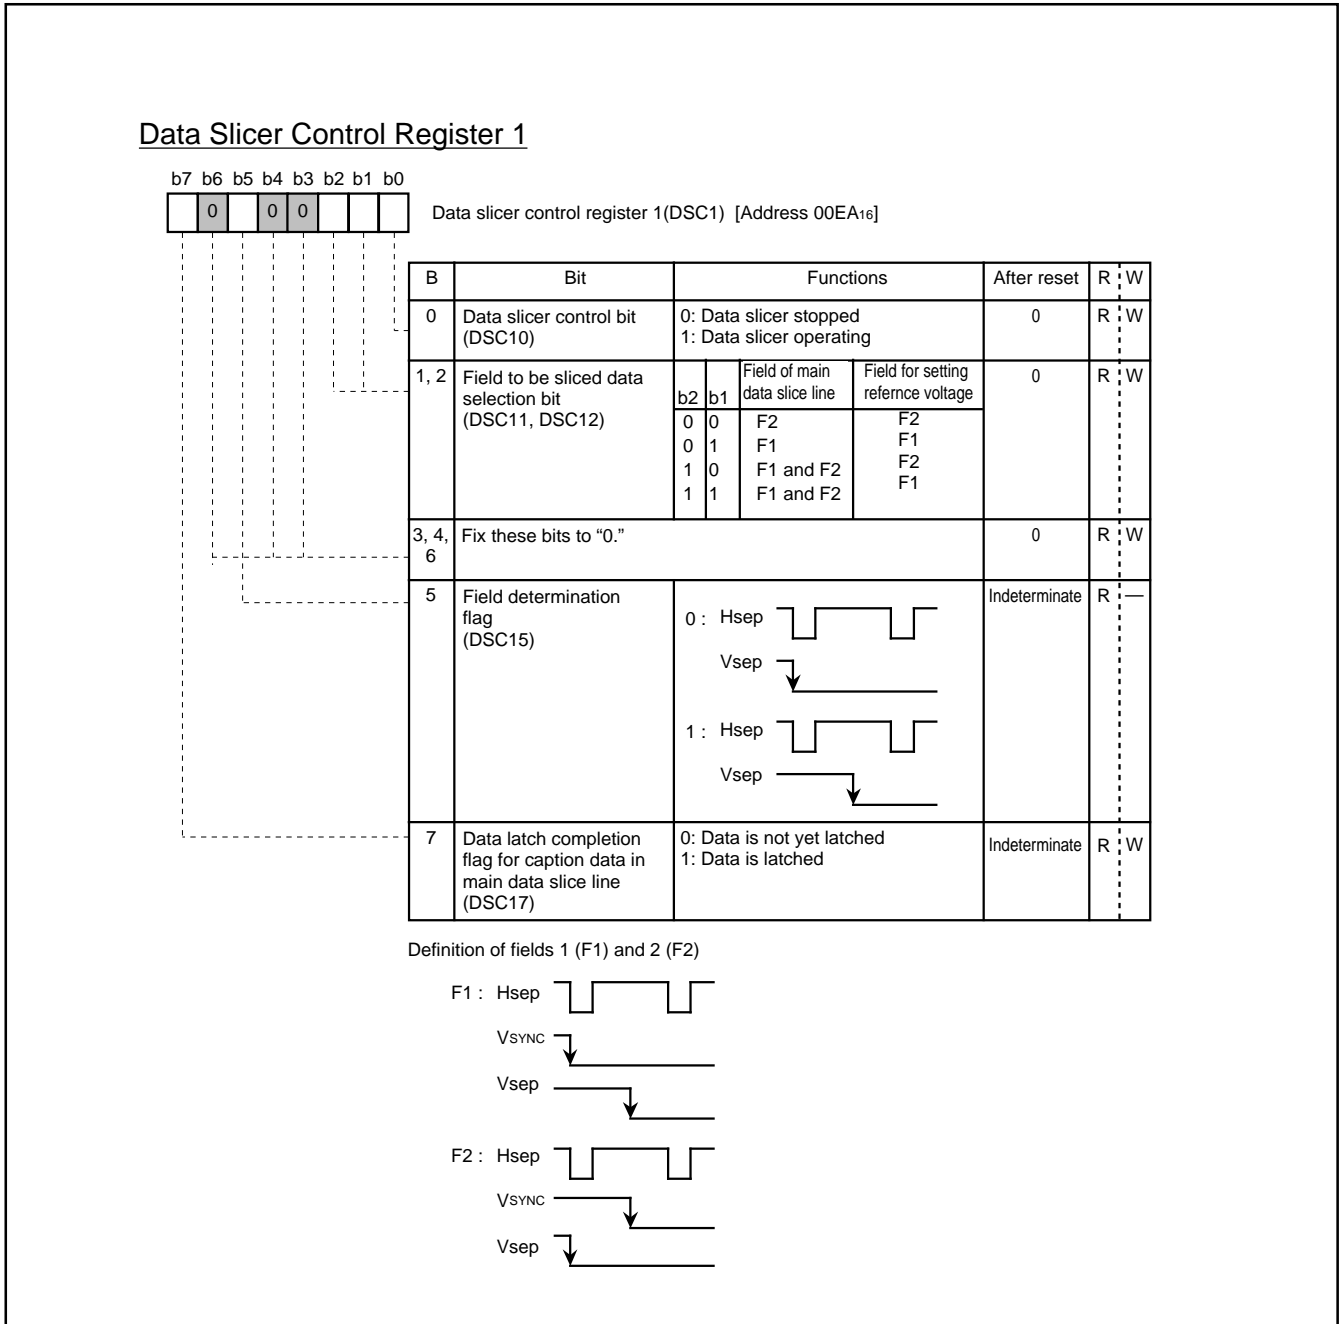 Data Slicer Control Register 1
b7 b6 b5 b4 b3 b2 b1 b0
0 0 0
Data slicer control register 1(DSC1) [Address 00EA16]
B Bit Functions After reset R W
0 Data slicer control bit (DSC10) 0: Data slicer stopped 0 R W
1: Data slicer operating
1, 2 Field to be sliced data selection bit (DSC11, DSC12) 0 R W
b2 b1 Field of main data slice line Field for setting refernce voltage
0 0 F2 F2
0 1 F1 F1
1 0 F1 and F2 F2
1 1 F1 and F2 F1
3, 4, 6 Fix these bits to “0.” 0 R W
5 Field determination flag (DSC15) Indeterminate R —
0 : Hsep
Vsep
1 : Hsep
Vsep
7 Data latch completion flag for caption data in main data slice line (DSC17) 0: Data is not yet latched Indeterminate R W
1: Data is latched
Definition of fields 1 (F1) and 2 (F2)
F1 : Hsep
VSYNC
Vsep
F2 : Hsep
VSYNC
Vsep